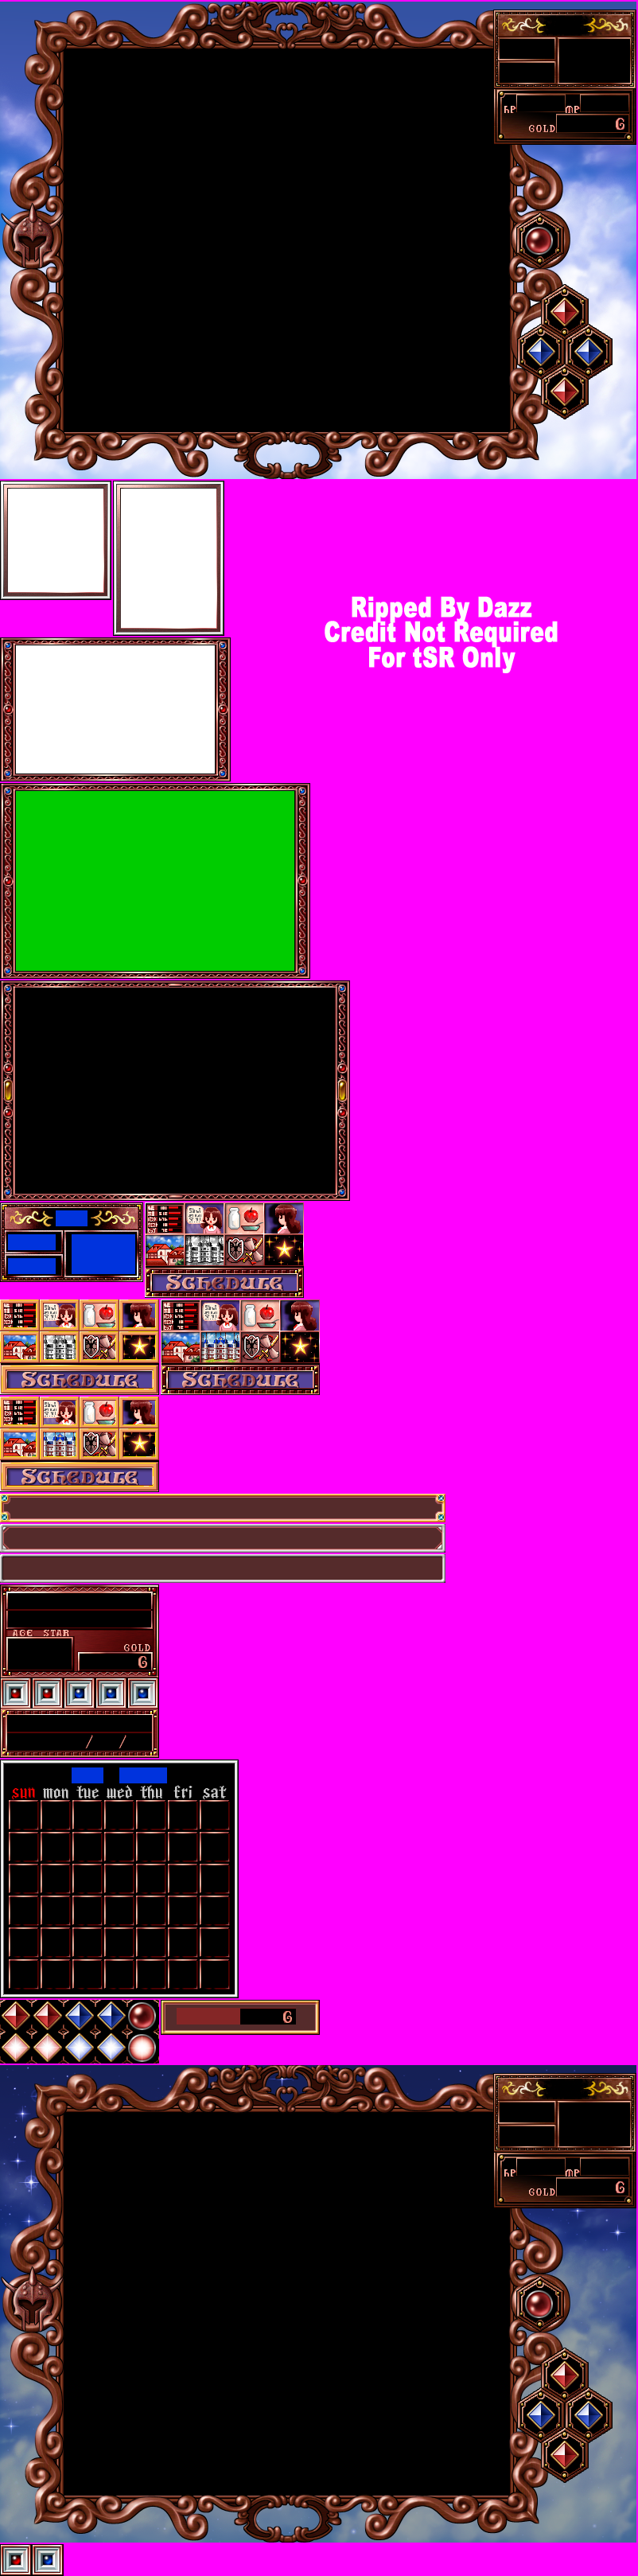 HP MP
GOLD G
Ripped By Dazz
Credit Not Required
For tSR Only
SCHEDULE
SCHEDULE
SCHEDULE
SCHEDULE
AGE STAR
GOLD
G
/ /
sun mon tue wed thu fri sat
G
HP MP
GOLD G